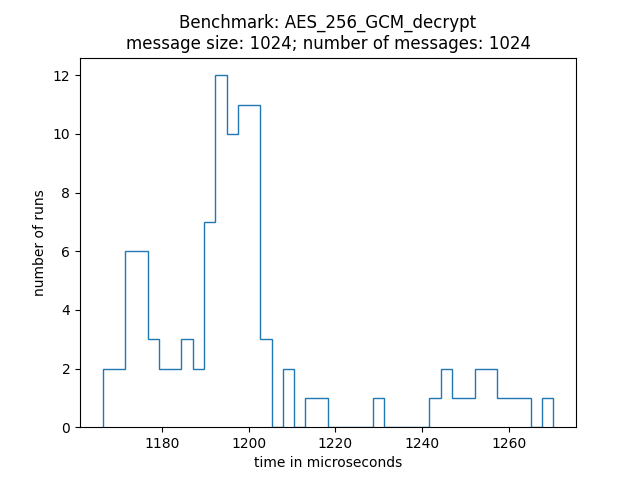 Benchmark: AES_256_GCM_decrypt
message size: 1024; number of messages: 1024
12
10
8
6
4
2
0
number of runs
1180 1200 1220 1240 1260
time in microseconds